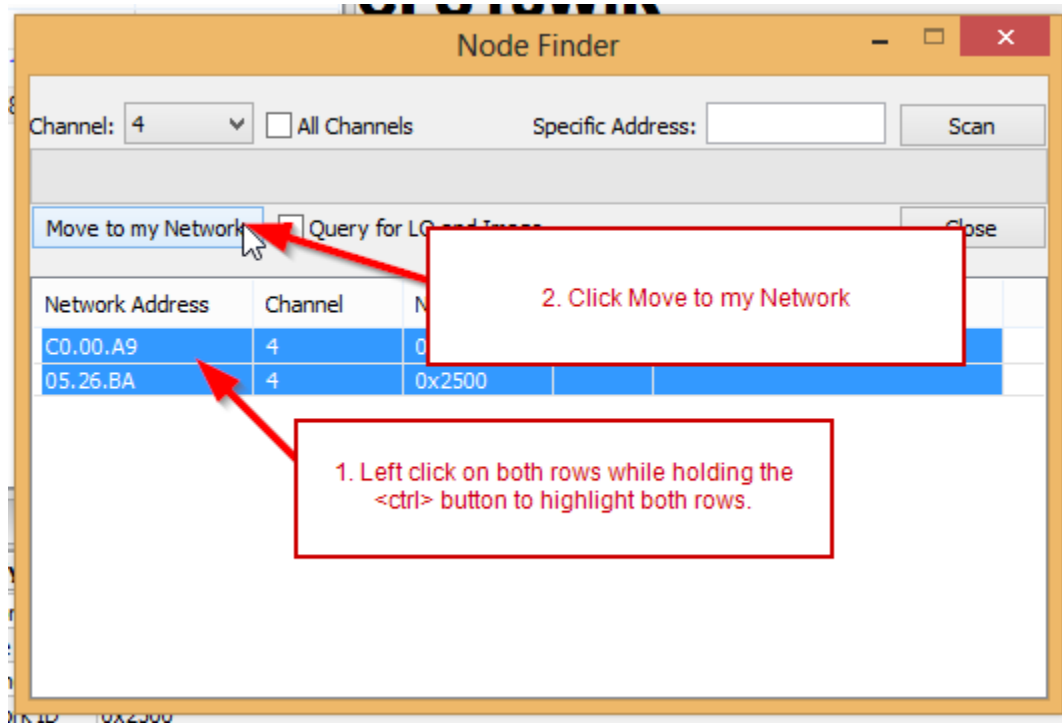 Node Finder
Channel: 4 All Channels Specific Address: Scan
Move to my Network Query for LQ and Image Close
2. Click Move to my Network
Network Address Channel
C0.00.A9 4
05.26.BA 4 0x2500
1. Left click on both rows while holding the
<ctrl> button to highlight both rows.
0x2500